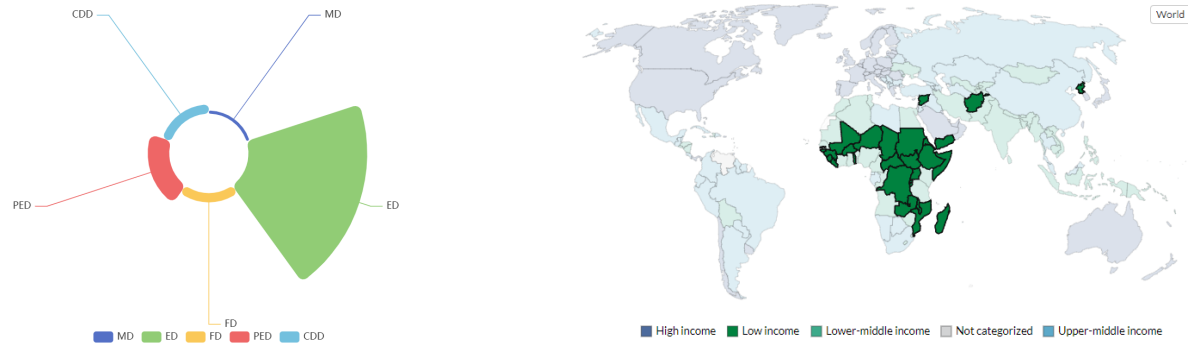 CDD
MD
World
PED
ED
FD
MD ED FD PED CDD
High income Low income Lower-middle income Not categorized Upper-middle income